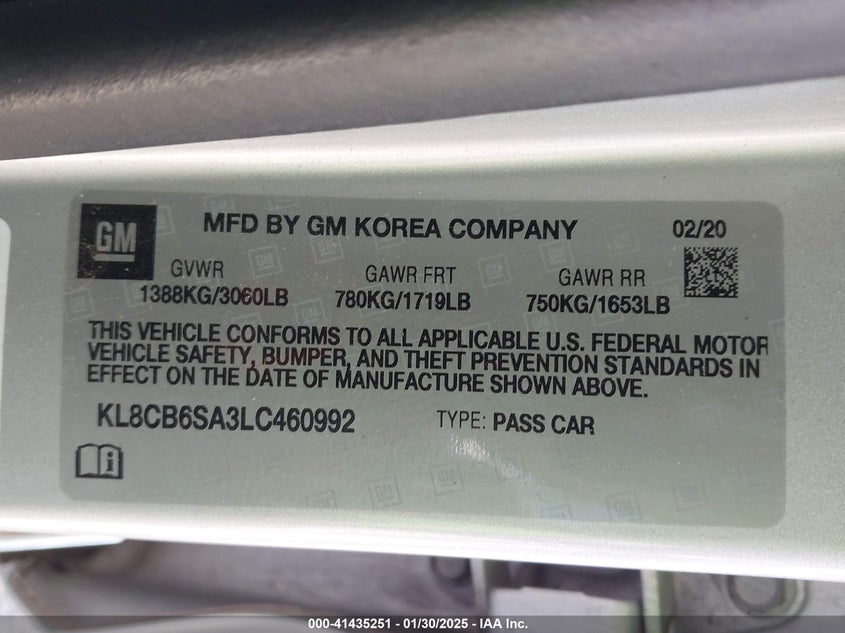 GM MFD BY GM KOREA COMPANY 02/20
GVWR GAWR FRT GAWR RR
1388KG/3060LB 780KG/1719LB 750KG/1653LB
THIS VEHICLE CONFORMS TO ALL APPLICABLE U.S. FEDERAL MOTOR
VEHICLE SAFETY, BUMPER, AND THEFT PREVENTION STANDARDS IN
EFFECT ON THE DATE OF MANUFACTURE SHOWN ABOVE.
KL8CB6SA3LC460992 TYPE: PASS CAR
000-41435251 - 01/30/2025 - IAA Inc.